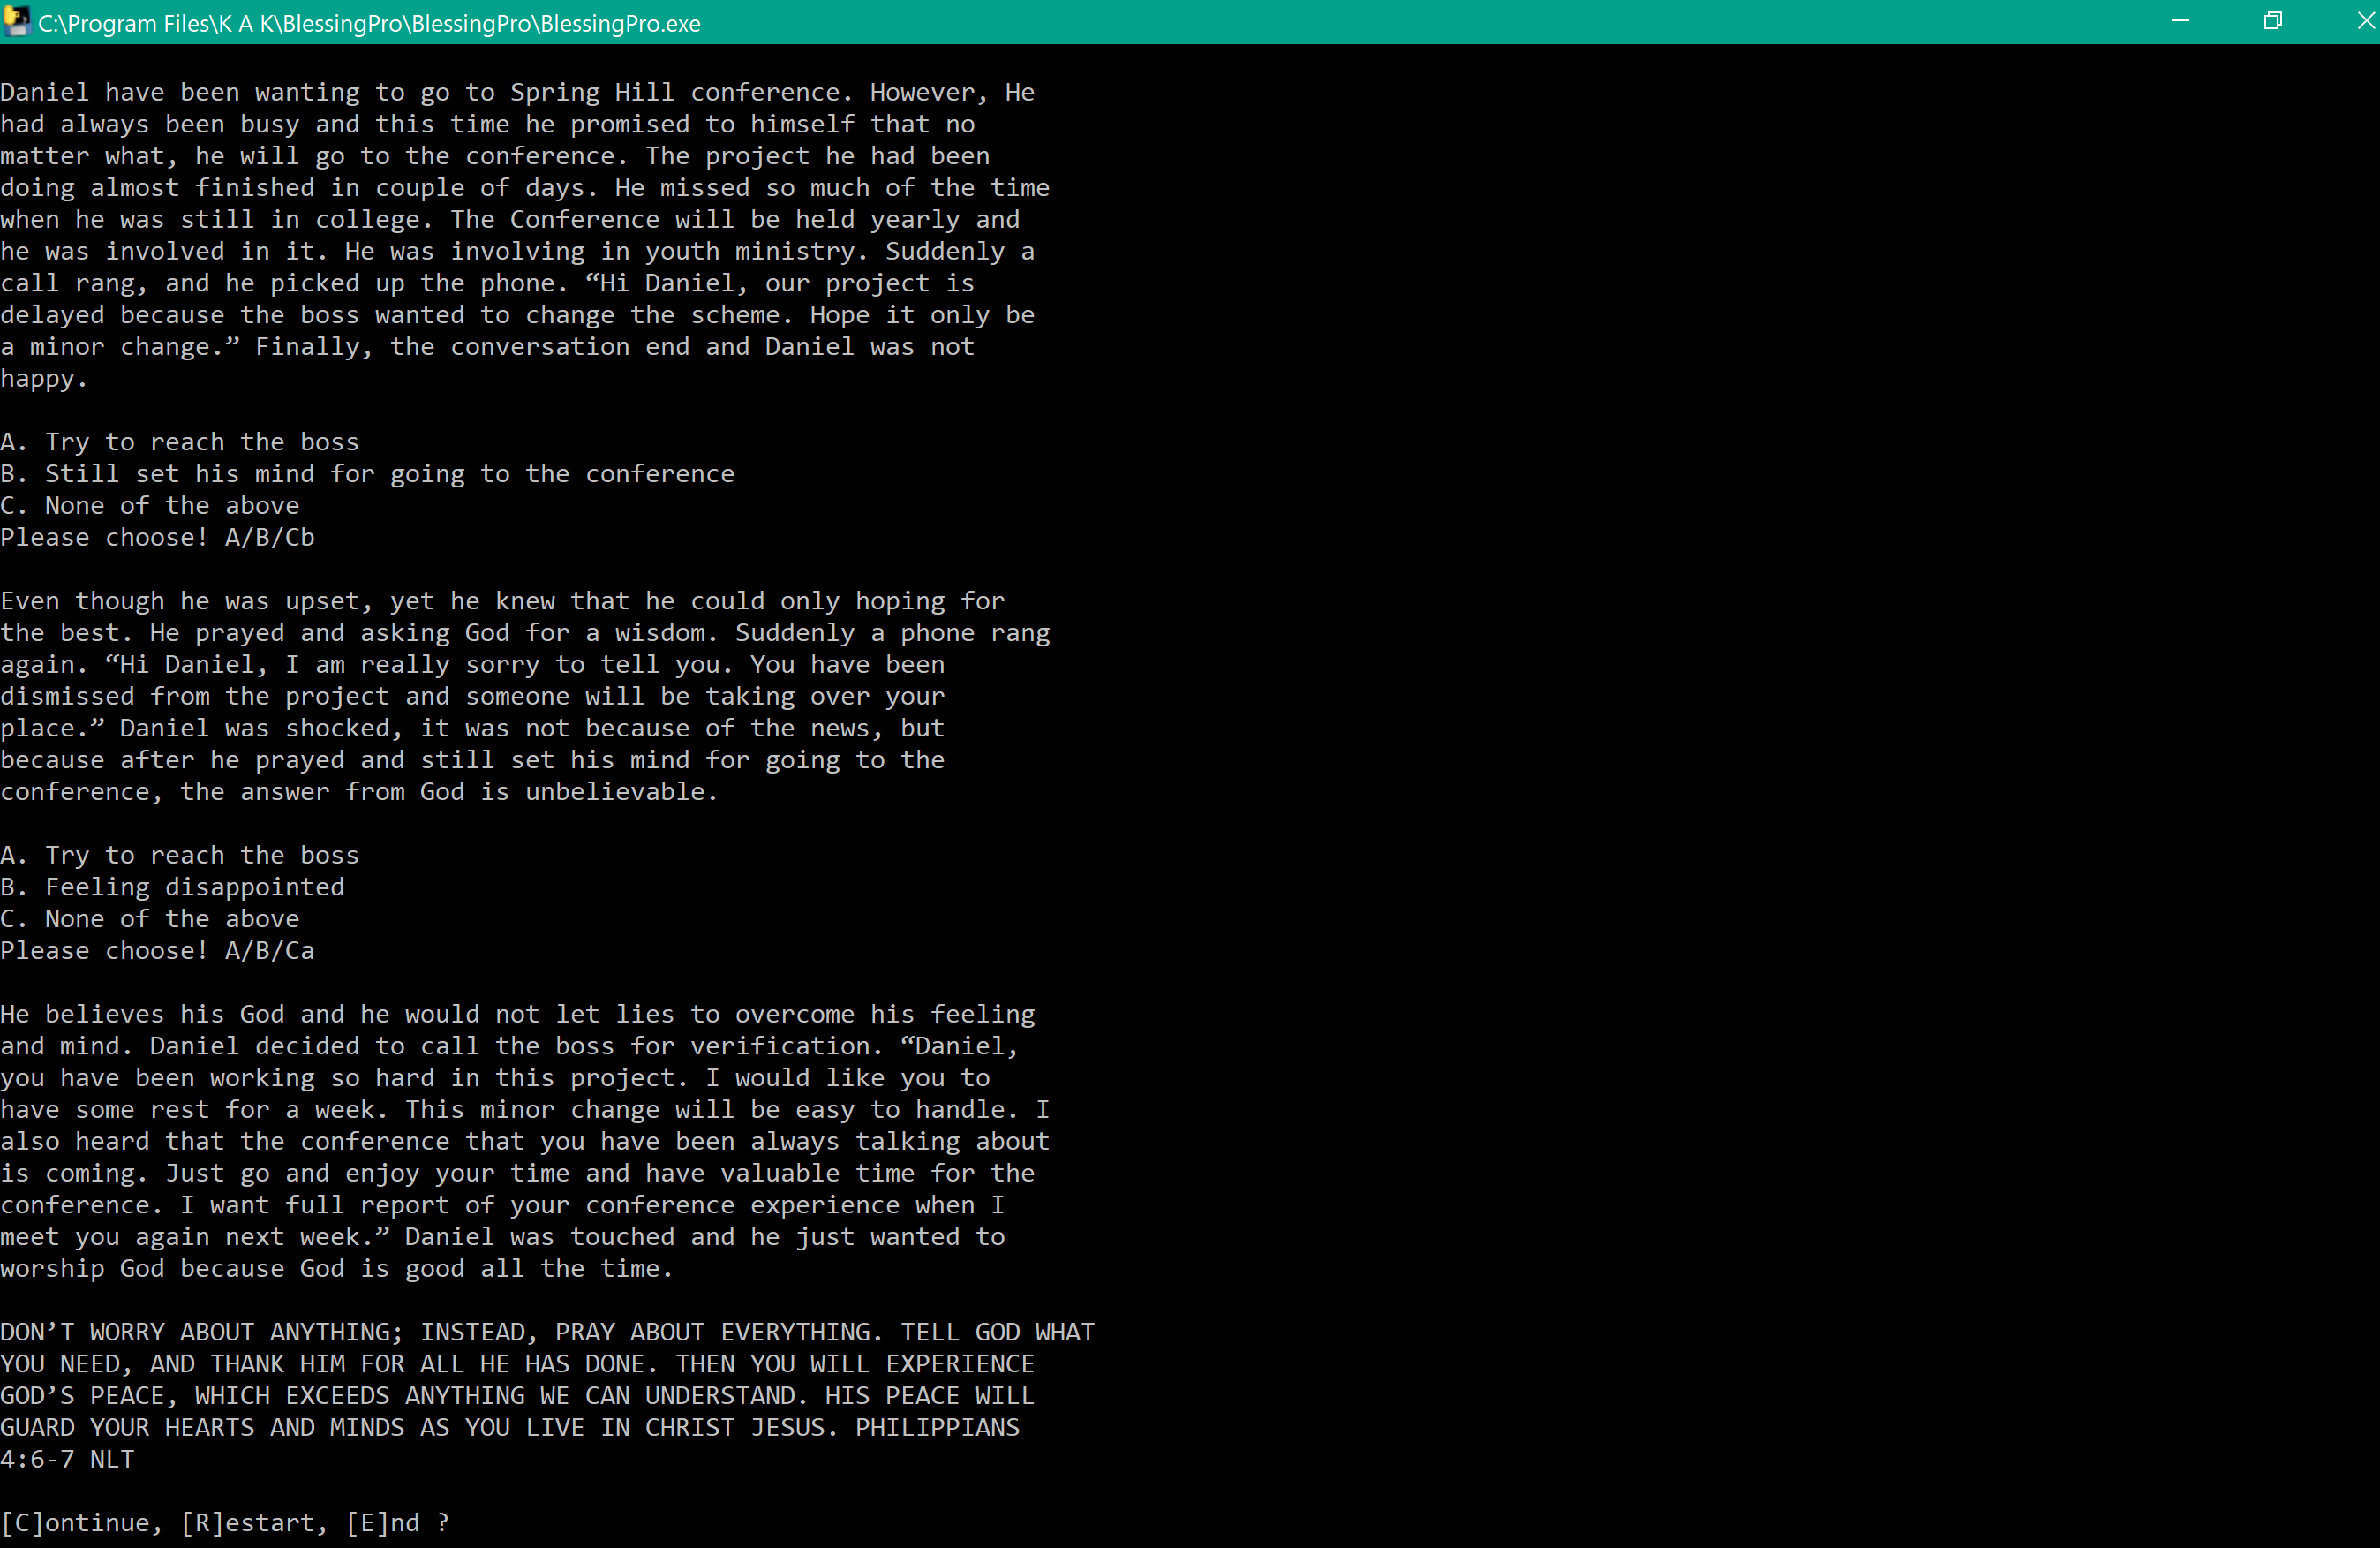 C:\Program Files\K A K\BlessingPro\BlessingPro\BlessingPro.exe
Daniel have been wanting to go to Spring Hill conference. However, He
had always been busy and this time he promised to himself that no
matter what, he will go to the conference. The project he had been
doing almost finished in couple of days. He missed so much of the time
when he was still in college. The Conference will be held yearly and
he was involved in it. He was involving in youth ministry. Suddenly a
call rang, and he picked up the phone. “Hi Daniel, our project is
delayed because the boss wanted to change the scheme. Hope it only be
a minor change.” Finally, the conversation end and Daniel was not
happy.
A. Try to reach the boss
B. Still set his mind for going to the conference
C. None of the above
Please choose! A/B/Cb
Even though he was upset, yet he knew that he could only hoping for
the best. He prayed and asking God for a wisdom. Suddenly a phone rang
again. “Hi Daniel, I am really sorry to tell you. You have been
dismissed from the project and someone will be taking over your
place.” Daniel was shocked, it was not because of the news, but
because after he prayed and still set his mind for going to the
conference, the answer from God is unbelievable.
A. Try to reach the boss
B. Feeling disappointed
C. None of the above
Please choose! A/B/Ca
He believes his God and he would not let lies to overcome his feeling
and mind. Daniel decided to call the boss for verification. “Daniel,
you have been working so hard in this project. I would like you to
have some rest for a week. This minor change will be easy to handle. I
also heard that the conference that you have been always talking about
is coming. Just go and enjoy your time and have valuable time for the
conference. I want full report of your conference experience when I
meet you again next week.” Daniel was touched and he just wanted to
worship God because God is good all the time.
DON’T WORRY ABOUT ANYTHING; INSTEAD, PRAY ABOUT EVERYTHING. TELL GOD WHAT
YOU NEED, AND THANK HIM FOR ALL HE HAS DONE. THEN YOU WILL EXPERIENCE
GOD’S PEACE, WHICH EXCEEDS ANYTHING WE CAN UNDERSTAND. HIS PEACE WILL
GUARD YOUR HEARTS AND MINDS AS YOU LIVE IN CHRIST JESUS. PHILIPPIANS
4:6-7 NLT
[C]ontinue, [R]estart, [E]nd ?